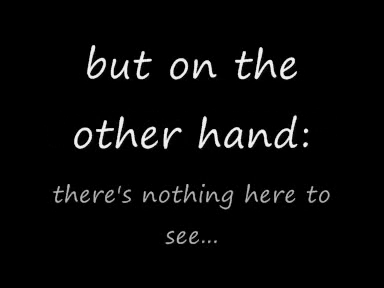 but on the
other hand:
there's nothing here to
see...